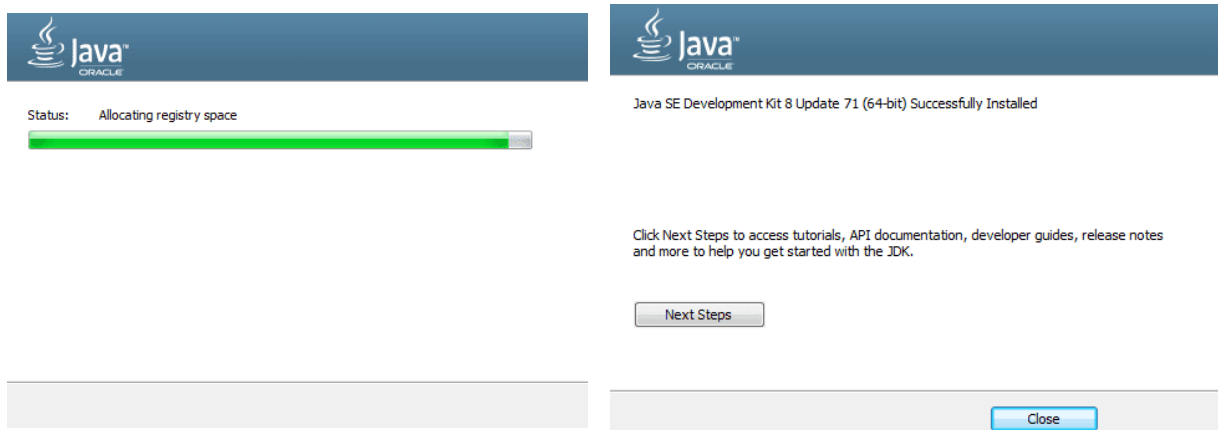 Java™
ORACLE
Status: Allocating registry space
Java™
ORACLE
Java SE Development Kit 8 Update 71 (64-bit) Successfully Installed
Click Next Steps to access tutorials, API documentation, developer guides, release notes
and more to help you get started with the JDK.
Next Steps
Close